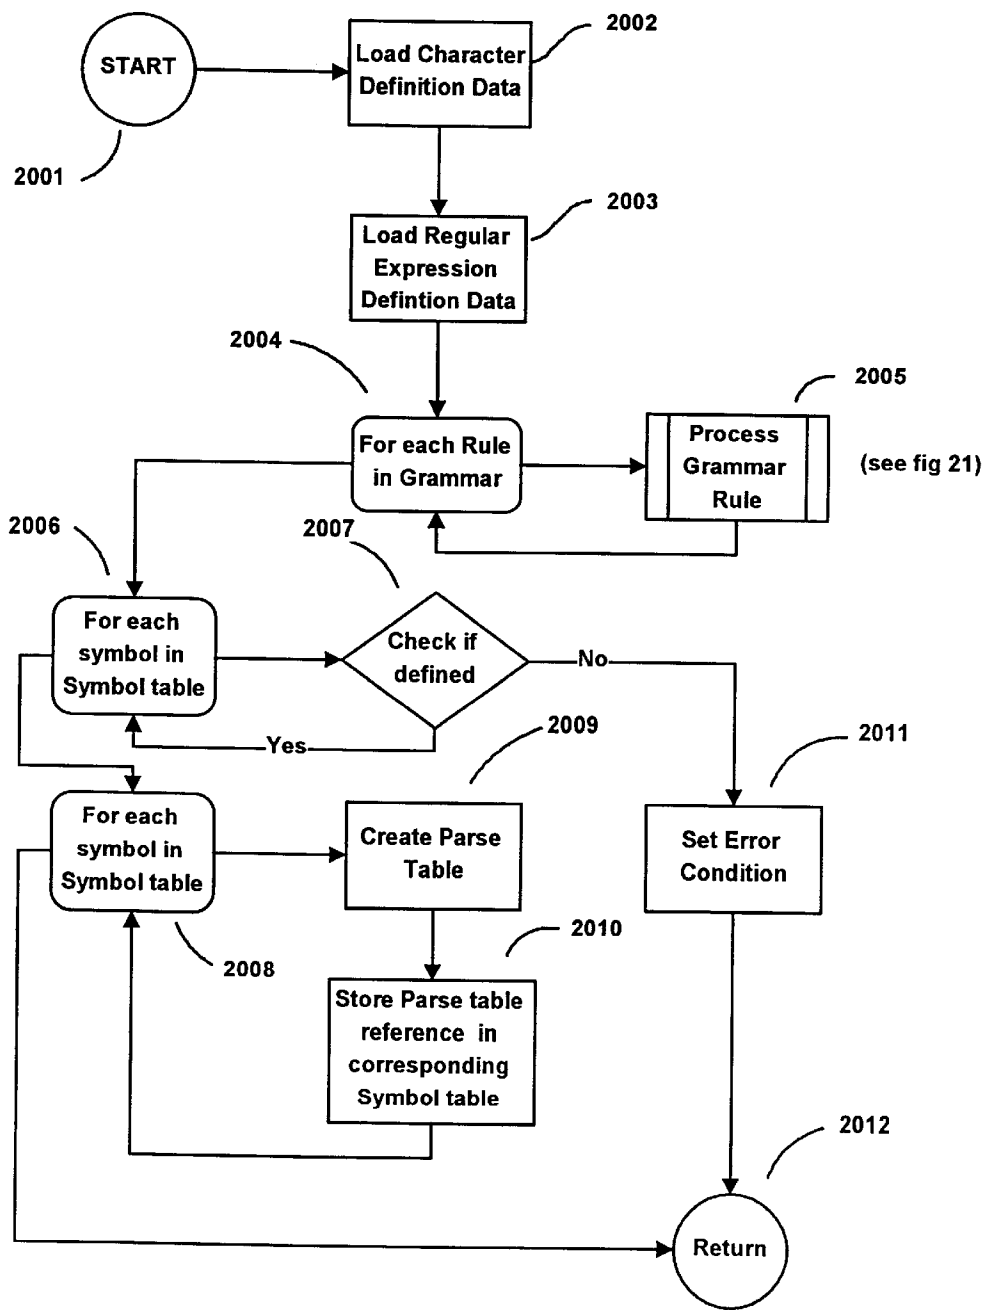 START
2001
Load Character
Definition Data
2002
Load Regular
Expression
Defintion Data
2003
2004
For each Rule
in Grammar
2005
Process
Grammar
Rule
(see fig 21)
2006
For each
symbol in
Symbol table
2007
Check if
defined
No
Yes
2009
2011
For each
symbol in
Symbol table
2008
Create Parse
Table
Set Error
Condition
2010
Store Parse table
reference in
corresponding
Symbol table
2012
Return